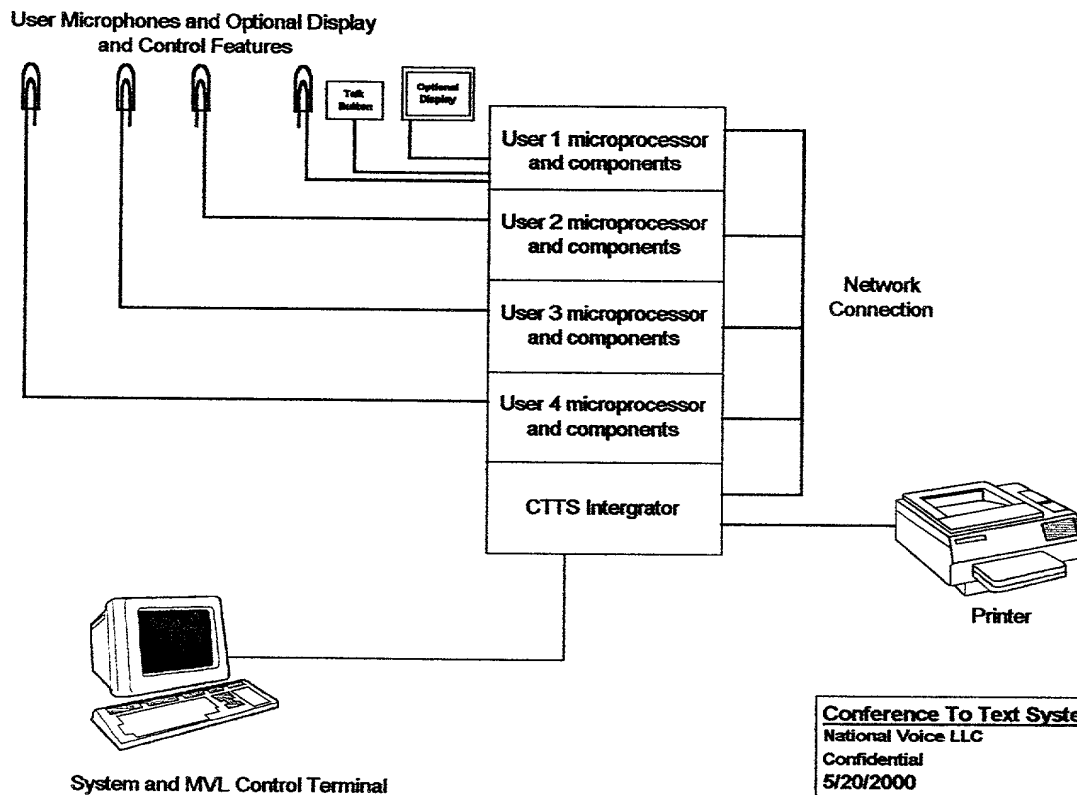 User Microphones and Optional Display
and Control Features
Talk
Button
Optional
Display
User 1 microprocessor
and components
User 2 microprocessor
and components
User 3 microprocessor
and components
User 4 microprocessor
and components
CTTS Intergrator
Network
Connection
Printer
System and MVL Control Terminal
Conference To Text Syste
National Voice LLC
Confidential
5/20/2000